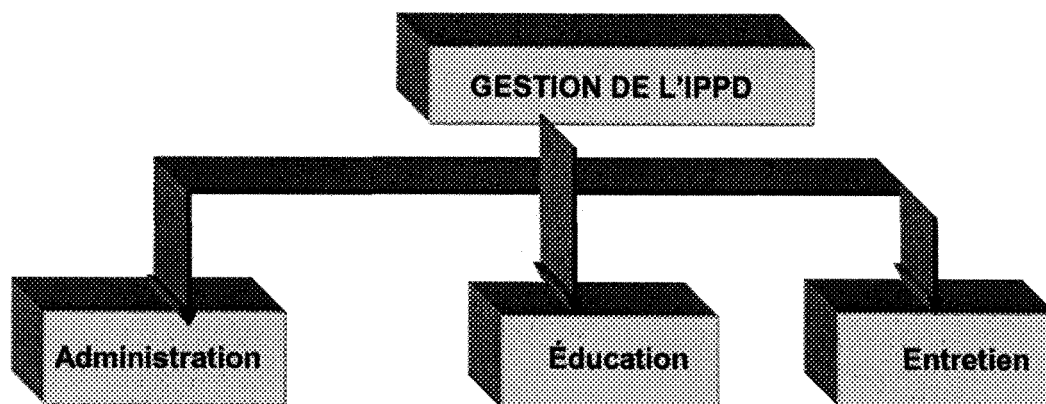 GESTION DE L'IPPD
Administration
Éducation
Entretien